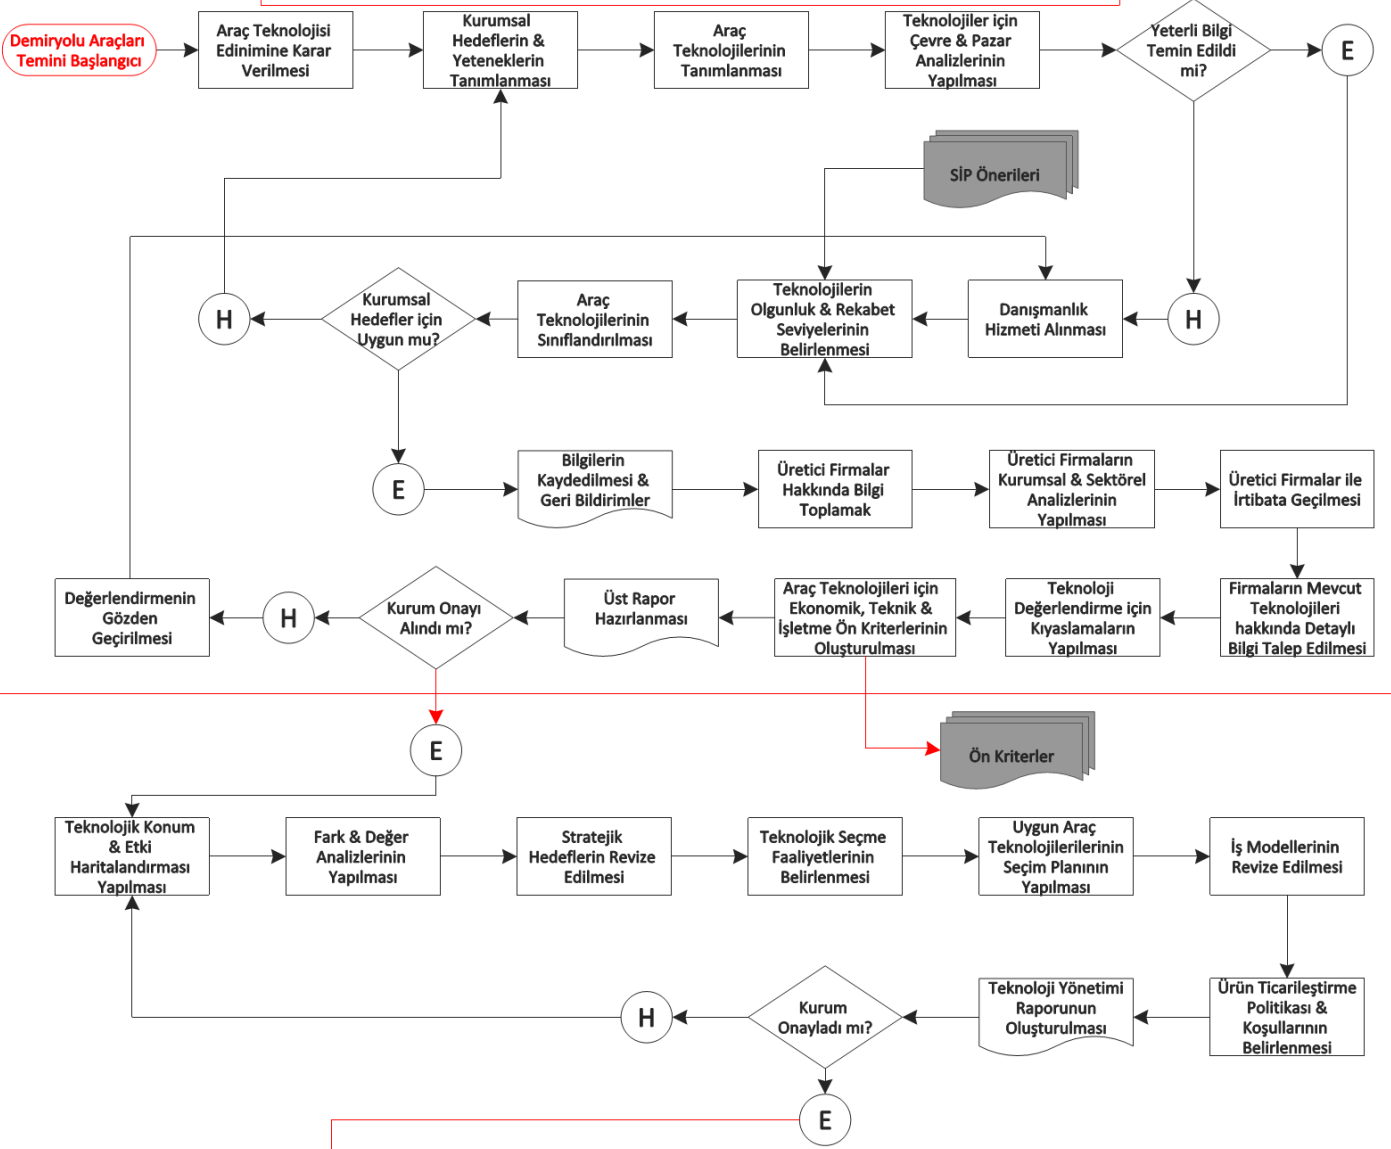 Demiryolu Araçları
Temini Başlangıcı
Araç Teknolojisi
Edinimine Karar
Verilmesi
Kurumsal
Hedeflerin &
Yeteneklerin
Tanımlanması
Araç
Teknolojilerinin
Tanımlanması
Teknolojiler için
Çevre & Pazar
Analizlerinin
Yapılması
Yeterli Bilgi
Temin Edildi
mi?
E
SİP Önerileri
H
Kurumsal
Hedefler için
Uygun mu?
Araç
Teknolojilerinin
Sınıflandırılması
Teknolojilerin
Olgunluk & Rekabet
Seviyelerinin
Belirlenmesi
Danışmanlık
Hizmeti Alınması
H
E
Bilgilerin
Kaydedilmesi &
Geri Bildirimler
Üretici Firmalar
Hakkında Bilgi
Toplamak
Üretici Firmaların
Kurumsal & Sektörel
Analizlerinin
Yapılması
Üretici Firmalar ile
İrtibata Geçilmesi
Değerlendirmenin
Gözden
Geçirilmesi
H
Kurum Onayı
Alındı mı?
Üst Rapor
Hazırlanması
Araç Teknolojileri için
Ekonomik, Teknik &
İşletme Ön Kriterlerinin
Oluşturulması
Teknoloji
Değerlendirme için
Kıyaslamaların
Yapılması
Firmaların Mevcut
Teknolojileri
hakkında Detaylı
Bilgi Talep Edilmesi
E
Ön Kriterler
Teknolojik Konum
& Etki
Haritalandırması
Yapılması
Fark & Değer
Analizlerinin
Yapılması
Stratejik
Hedeflerin Revize
Edilmesi
Teknolojik Seçme
Faaliyetlerinin
Belirlenmesi
Uygun Araç
Teknolojilerilerinin
Seçim Planının
Yapılması
İş Modellerinin
Revize Edilmesi
H
Kurum
Onayladı mı?
Teknoloji Yönetimi
Raporunun
Oluşturulması
Ürün Ticarileştirme
Politikası &
Koşullarının
Belirlenmesi
E